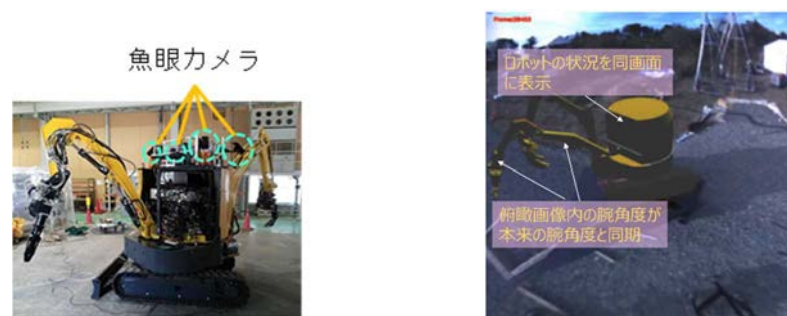 魚眼カメラ
ロボットの状況を同画面
に表示
俯瞰画像内の腕角度が
本来の腕角度と同期